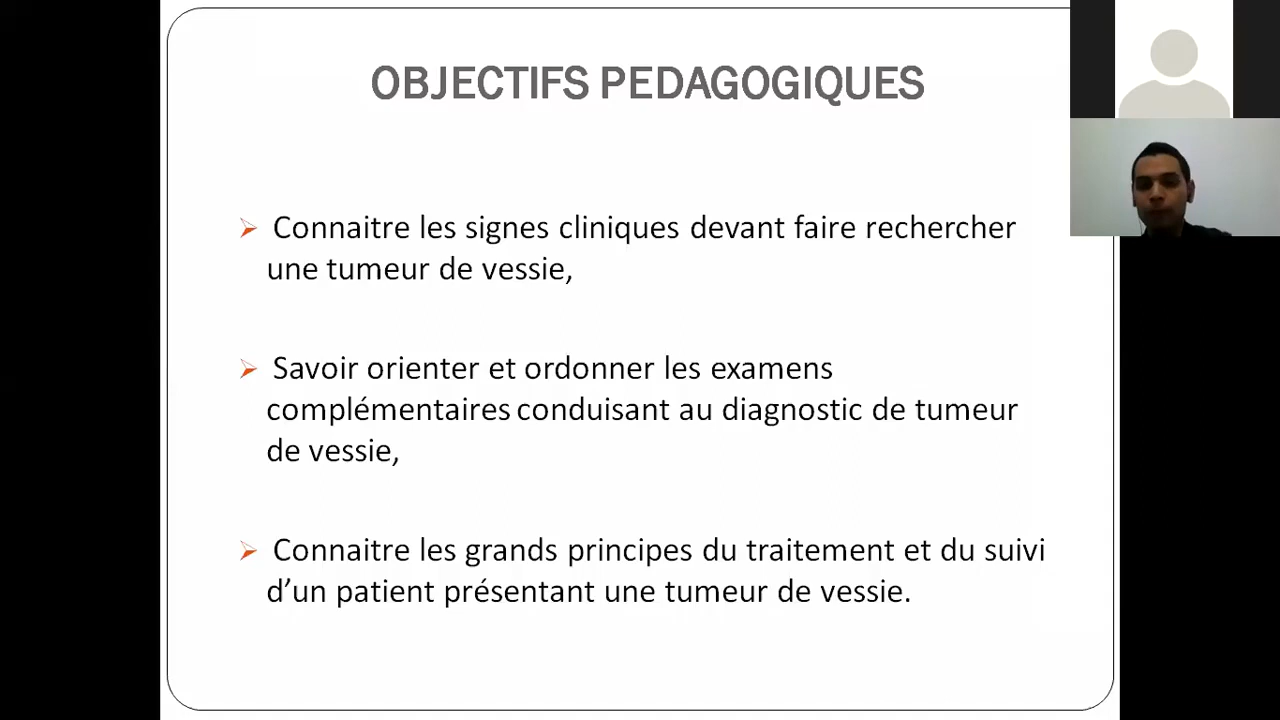 OBJECTIFS PEDAGOGIQUES
Connaitre les signes cliniques devant faire rechercher
une tumeur de vessie,
Savoir orienter et ordonner les examens
complémentaires conduisant au diagnostic de tumeur
de vessie,
Connaitre les grands principes du traitement et du suivi
d’un patient présentant une tumeur de vessie.